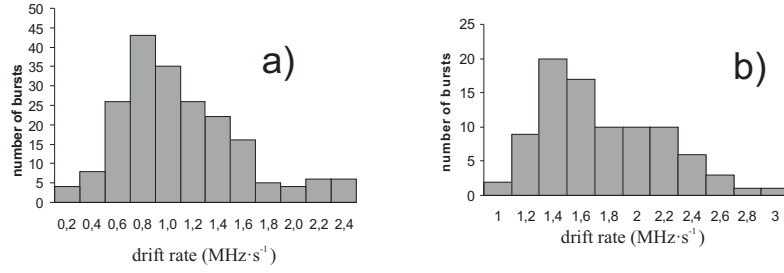 50
45
40
35
30
25
20
15
10
5
0
number of bursts
a)
0,2 0,4 0,6 0,8 1,0 1,2 1,4 1,6 1,8 2,0 2,2 2,4
drift rate (MHz·s⁻¹)
25
20
15
10
5
0
number of bursts
b)
1 1,2 1,4 1,6 1,8 2 2,2 2,4 2,6 2,8 3
drift rate (MHz·s⁻¹)